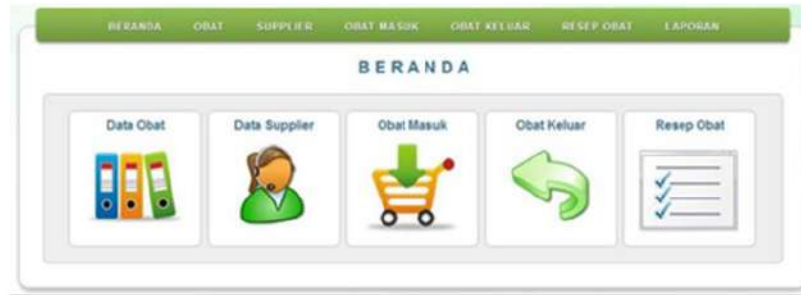 BERANDA OBAT SUPPLIER OBAT MASUK OBAT KELUAR RESEP OBAT LAPORAN
BERANDA
Data Obat Data Supplier Obat Masuk Obat Keluar Resep Obat